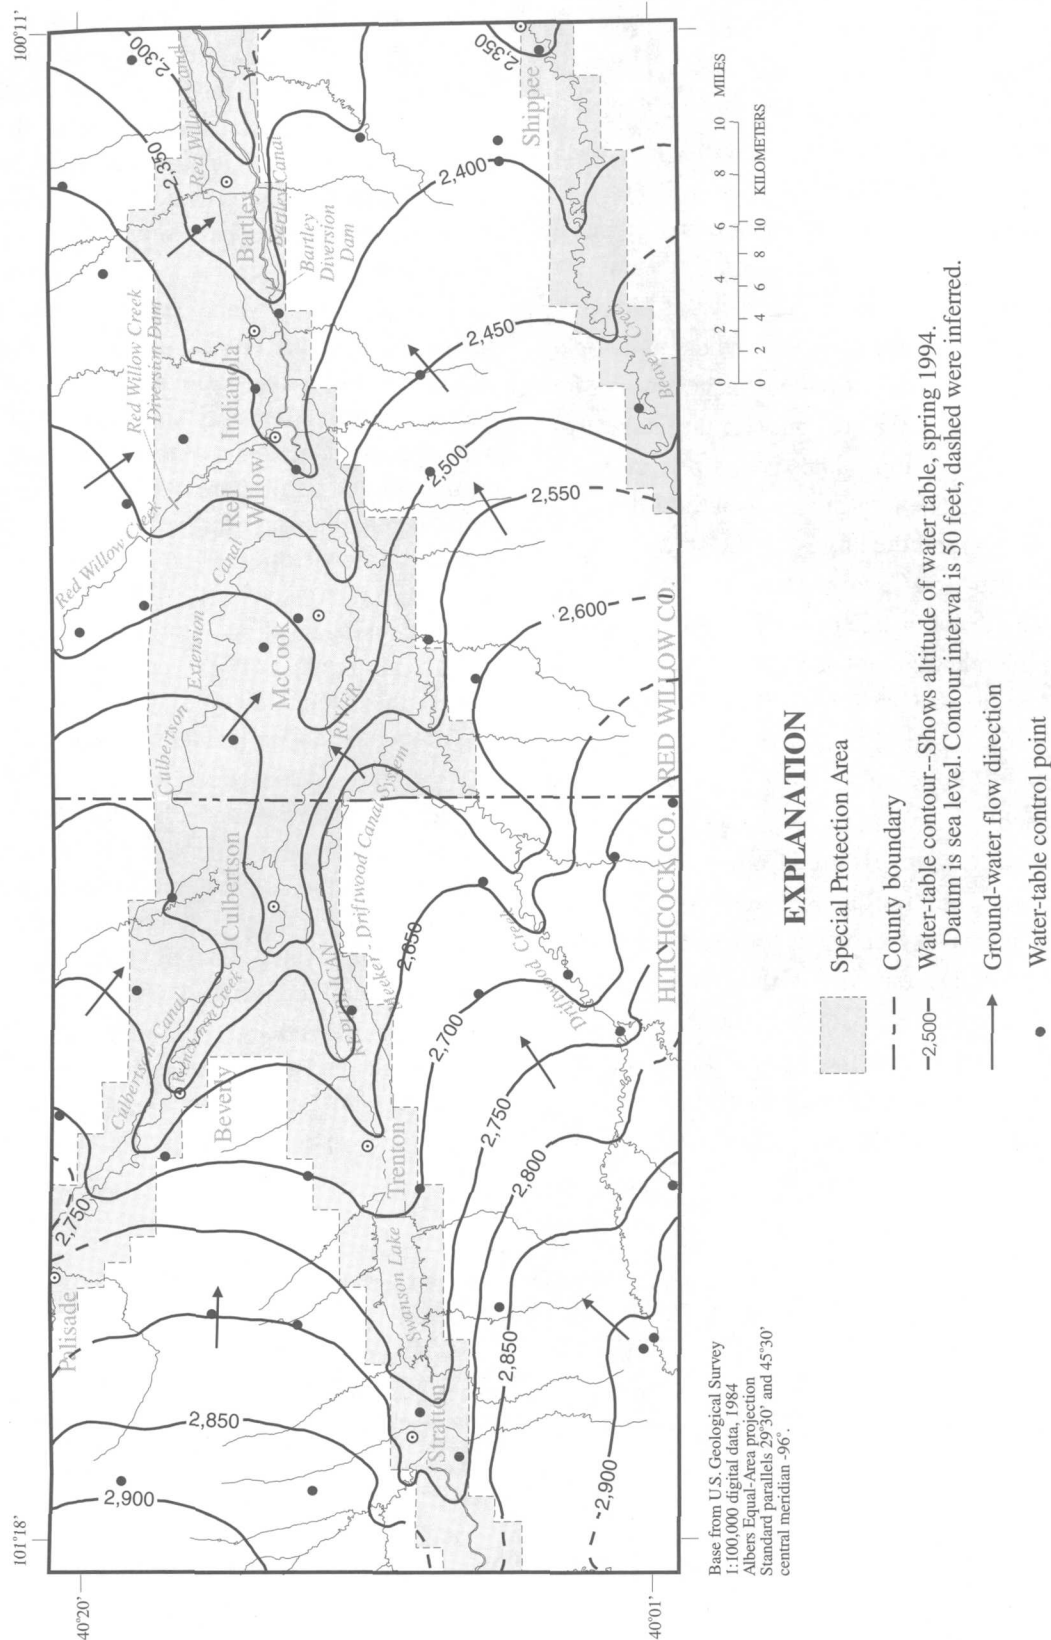 101°18'
100°11'
40°20'
40°01'
Palisade
2,750
Culbertson Canal
Frenchman Creek
Beverly
2,850
2,900
Stratton
Swanson Lake
Trenton
REPUBLICAN
RIVER
Meeker - Driftwood Canal System
Culbertson
Culbertson Extension Canal
McCook
Red Willow Creek
Red Willow
Red Willow Creek
Diversion Dam
Indianola
Bartley
Bartley Canal
Bartley
Diversion
Dam
Red Willow Canal
2,300
2,350
2,350
Shippee
2,400
2,450
2,500
2,550
2,600
2,650
2,700
2,750
2,800
2,850
2,900
Driftwood Creek
Beaver Creek
HITCHCOCK CO.
RED WILLOW CO.
0 2 4 6 8 10 MILES
0 2 4 6 8 10 KILOMETERS
Base from U.S. Geological Survey
1:100,000 digital data, 1984
Albers Equal-Area projection
Standard parallels 29°30' and 45°30'
central meridian -96°.
EXPLANATION
Special Protection Area
County boundary
–2,500– Water-table contour--Shows altitude of water table, spring 1994.
Datum is sea level. Contour interval is 50 feet, dashed were inferred.
Ground-water flow direction
Water-table control point